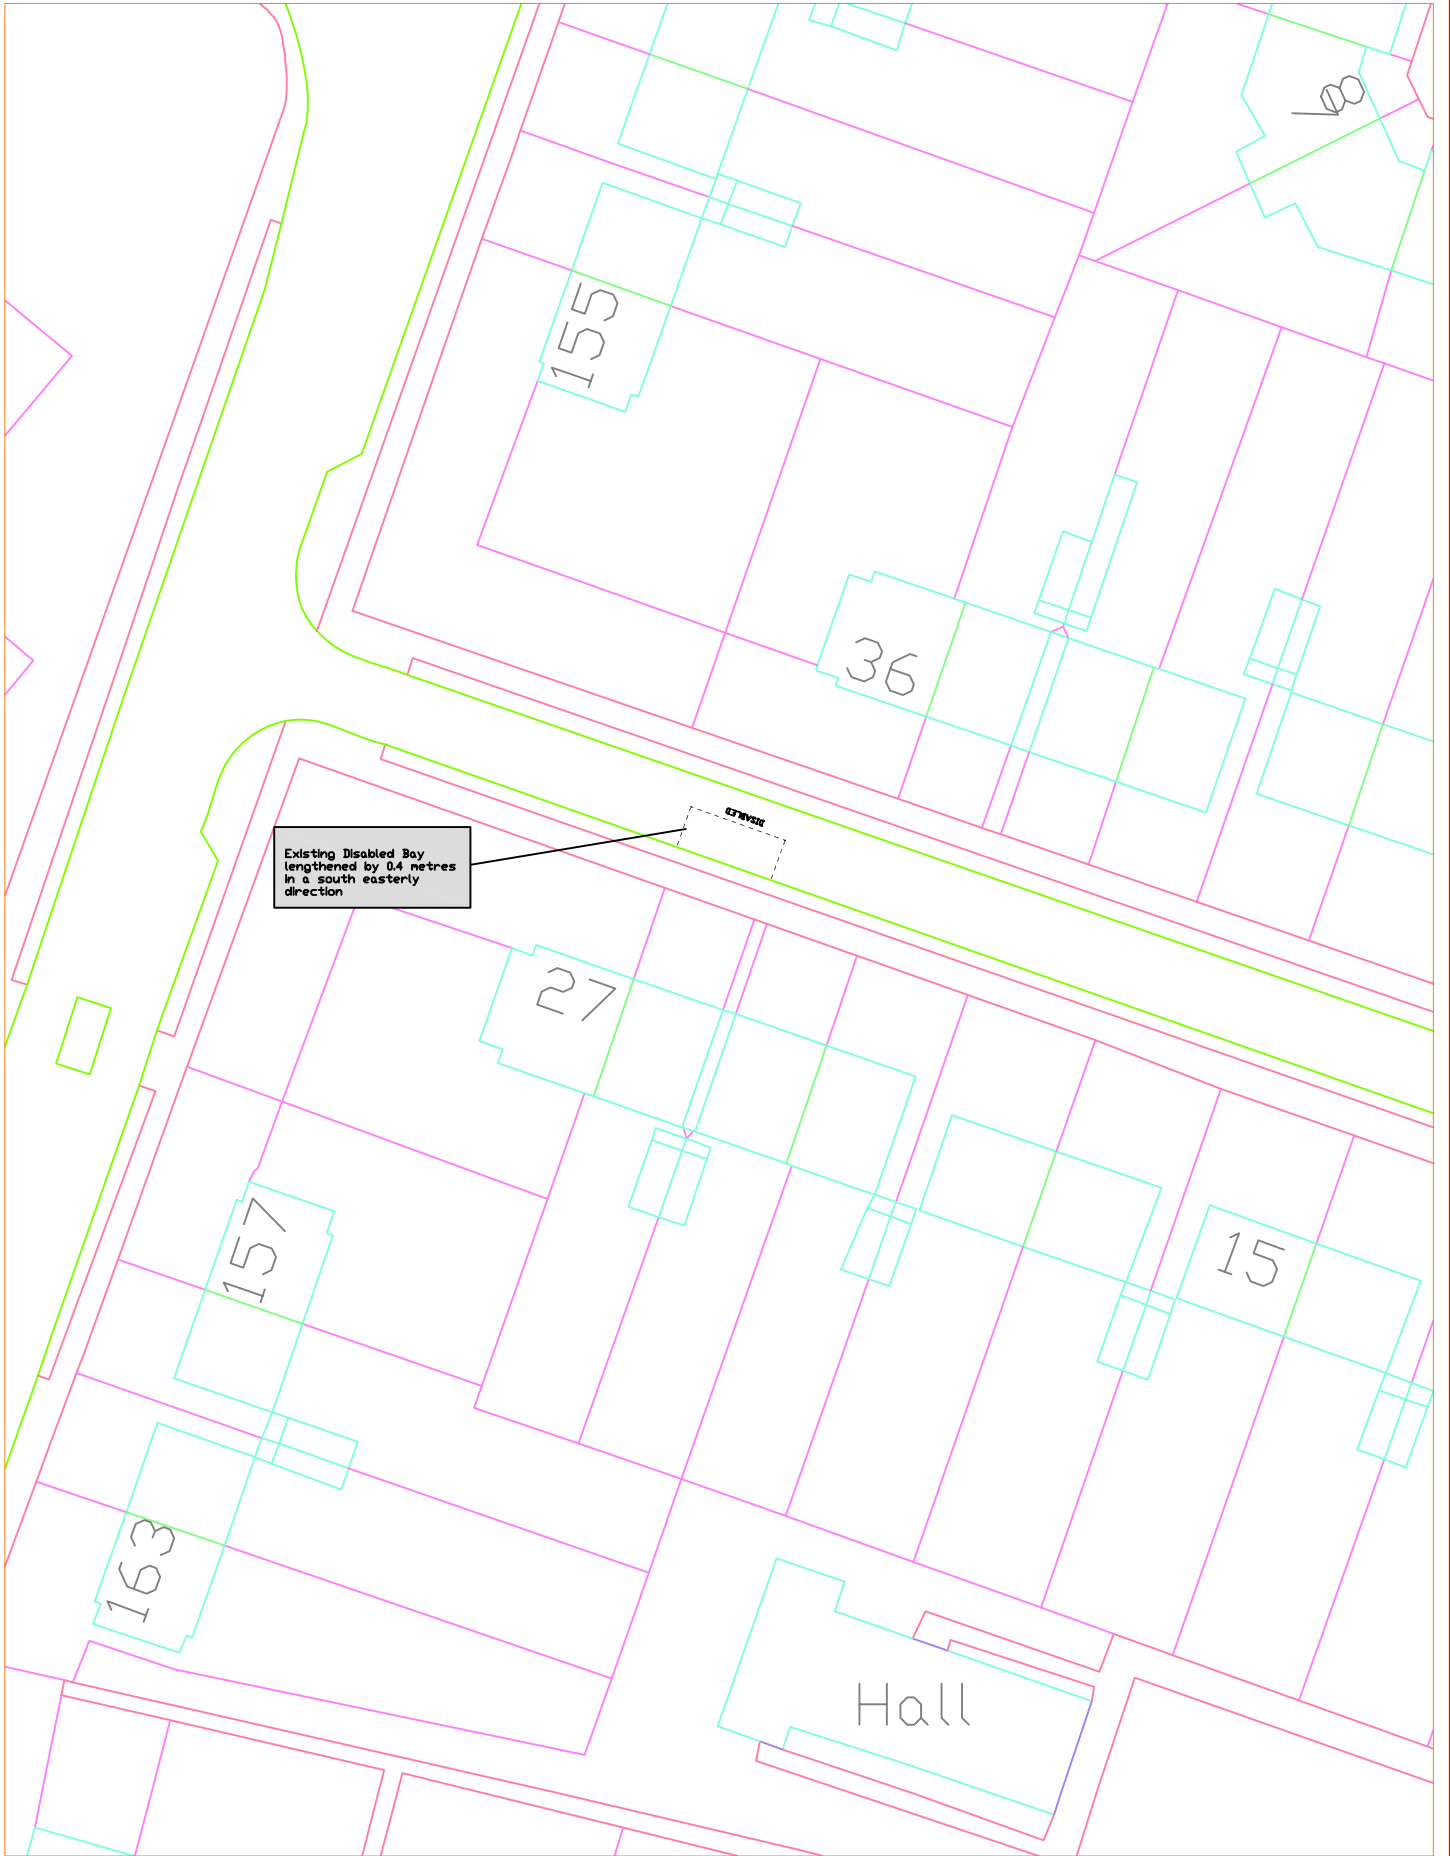 155
36
DISABLED
Existing Disabled Bay
lengthened by 0.4 metres
in a south easterly
direction
27
157
15
163
Hall